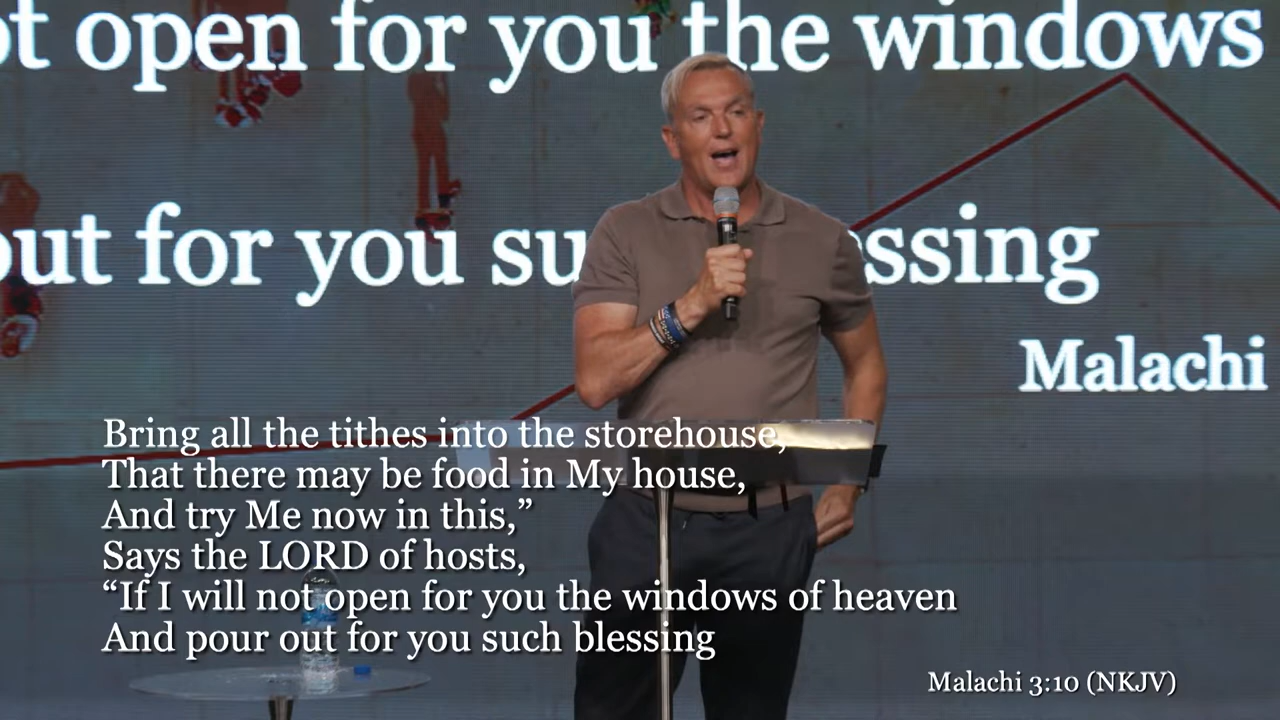 ot open for you the windows
out for you su ssing
Malachi
Bring all the tithes into the storehouse,
That there may be food in My house,
And try Me now in this,”
Says the LORD of hosts,
“If I will not open for you the windows of heaven
And pour out for you such blessing
Malachi 3:10 (NKJV)